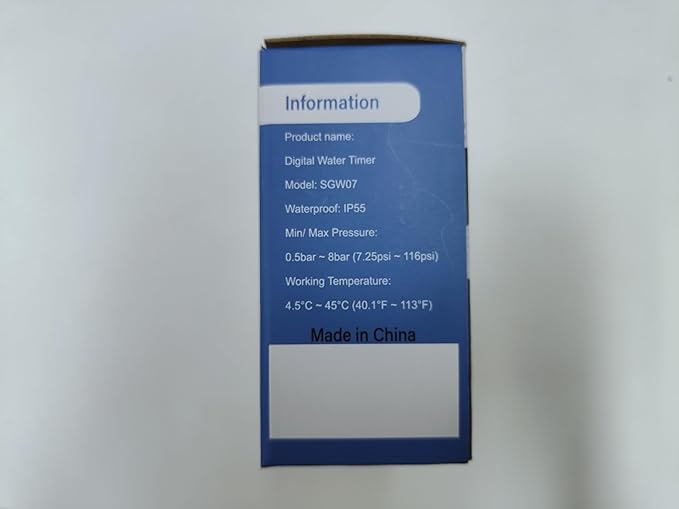 Information
Product name:
Digital Water Timer
Model: SGW07
Waterproof: IP55
Min/ Max Pressure:
0.5bar ~ 8bar (7.25psi ~ 116psi)
Working Temperature:
4.5°C ~ 45°C (40.1°F ~ 113°F)
Made in China